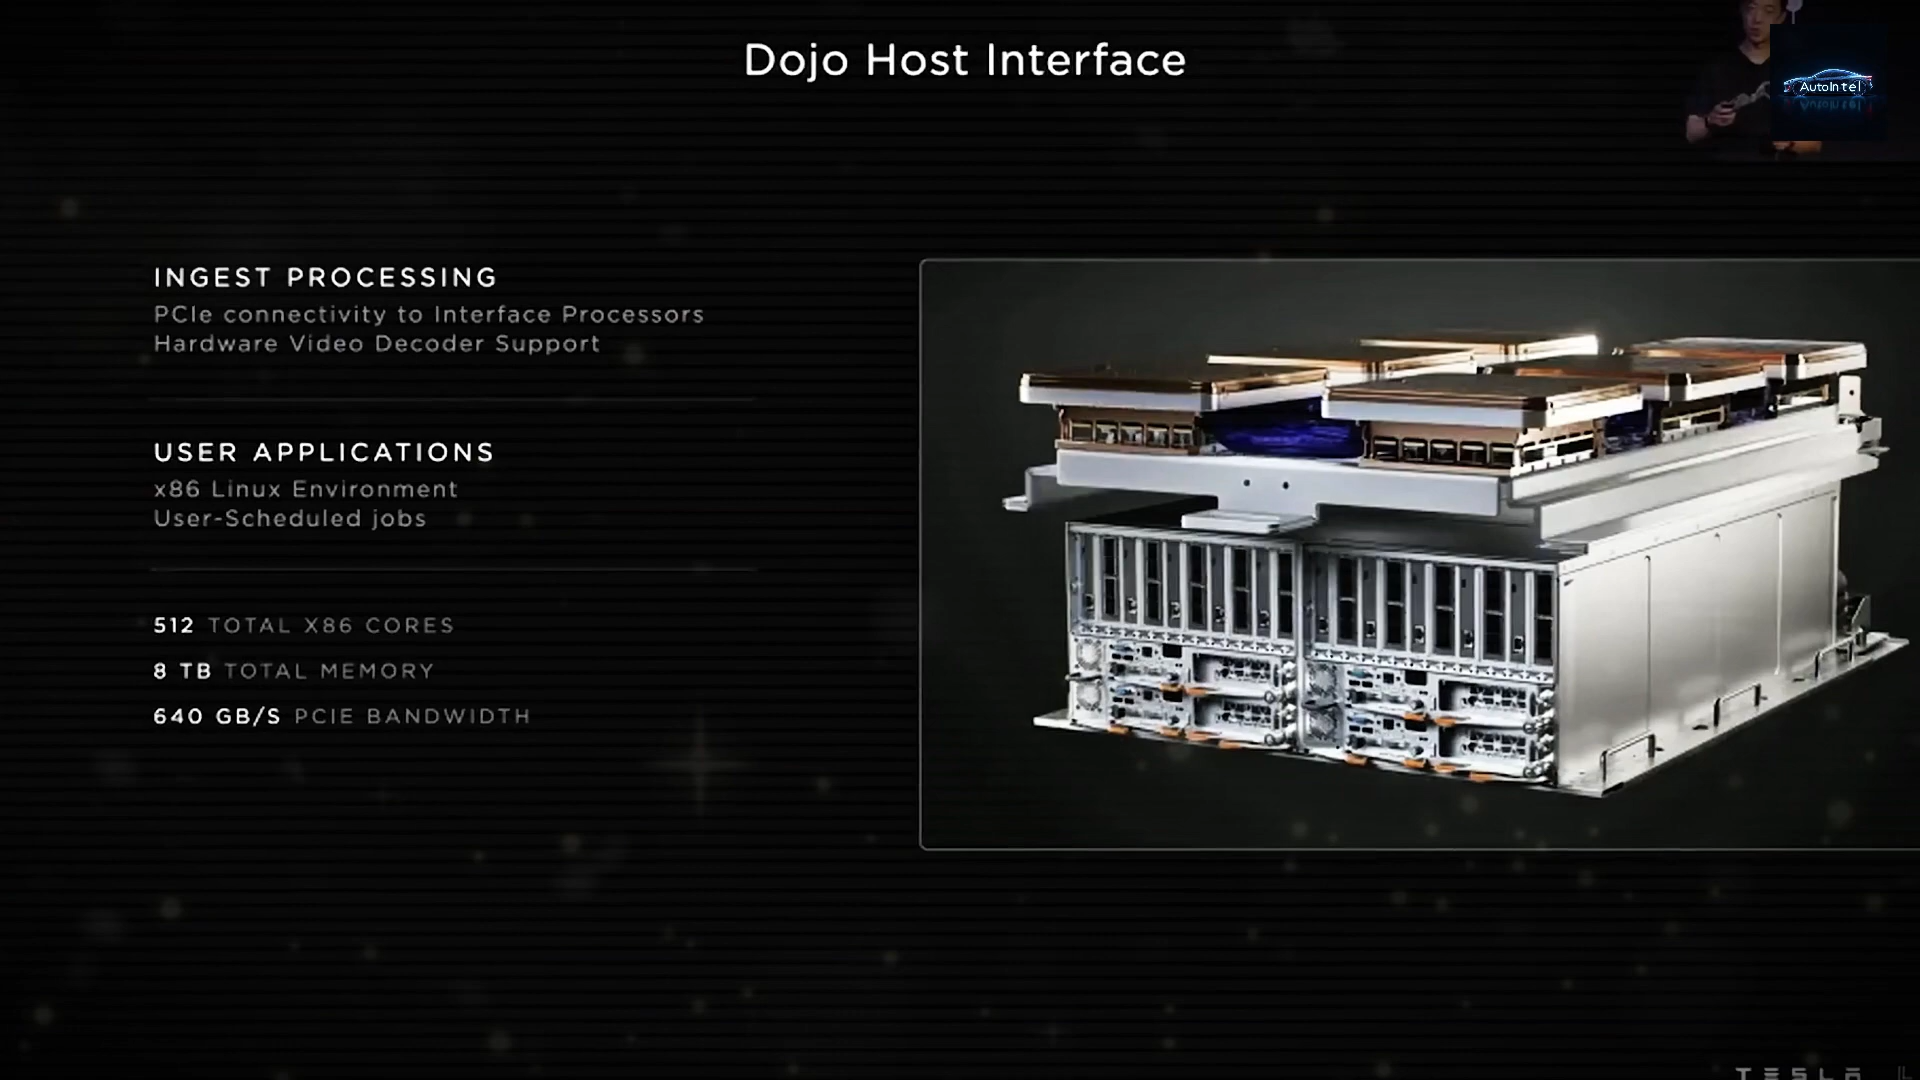 Dojo Host Interface
AutoIntel
INGEST PROCESSING
PCIe connectivity to Interface Processors
Hardware Video Decoder Support
USER APPLICATIONS
x86 Linux Environment
User-Scheduled jobs
512 TOTAL X86 CORES
8 TB TOTAL MEMORY
640 GB/S PCIE BANDWIDTH
TESLA